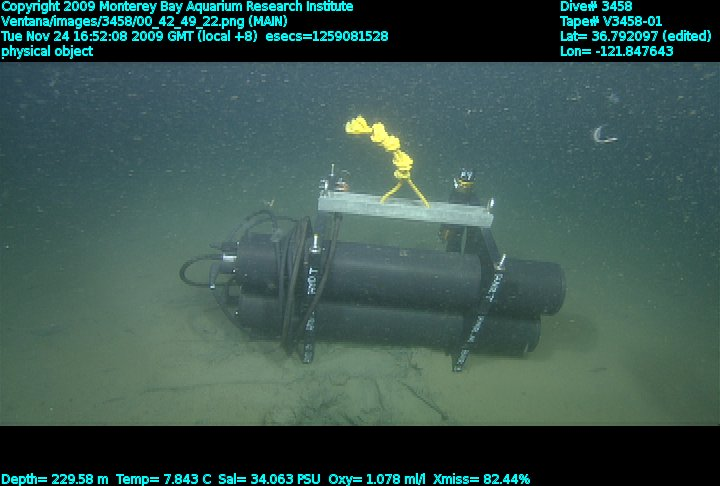 Copyright 2009 Monterey Bay Aquarium Research Institute
Ventana/images/3458/00_42_49_22.png (MAIN)
Tue Nov 24 16:52:08 2009 GMT (local +8) esecs=1259081528
physical object
Dive# 3458
Tape# V3458-01
Lat= 36.792097 (edited)
Lon= -121.847643
Depth= 229.58 m Temp= 7.843 C Sal= 34.063 PSU Oxy= 1.078 ml/l Xmiss= 82.44%